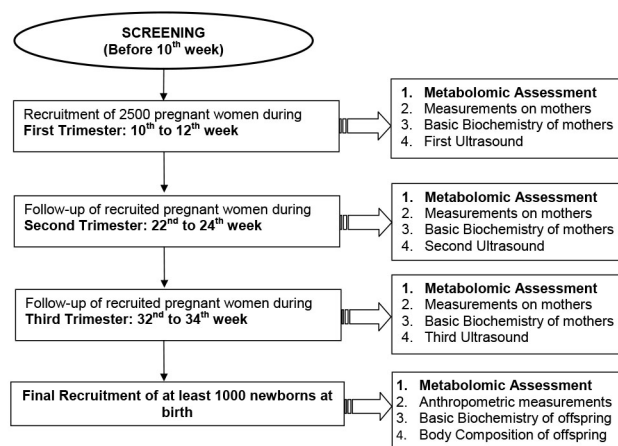 SCREENING
(Before 10th week)
Recruitment of 2500 pregnant women during
First Trimester: 10th to 12th week
1. Metabolomic Assessment
2. Measurements on mothers
3. Basic Biochemistry of mothers
4. First Ultrasound
Follow-up of recruited pregnant women during
Second Trimester: 22nd to 24th week
1. Metabolomic Assessment
2. Measurements on mothers
3. Basic Biochemistry of mothers
4. Second Ultrasound
Follow-up of recruited pregnant women during
Third Trimester: 32nd to 34th week
1. Metabolomic Assessment
2. Measurements on mothers
3. Basic Biochemistry of mothers
4. Third Ultrasound
Final Recruitment of at least 1000 newborns at
birth
1. Metabolomic Assessment
2. Anthropometric measurements
3. Basic Biochemistry of offspring
4. Body Composition of offspring